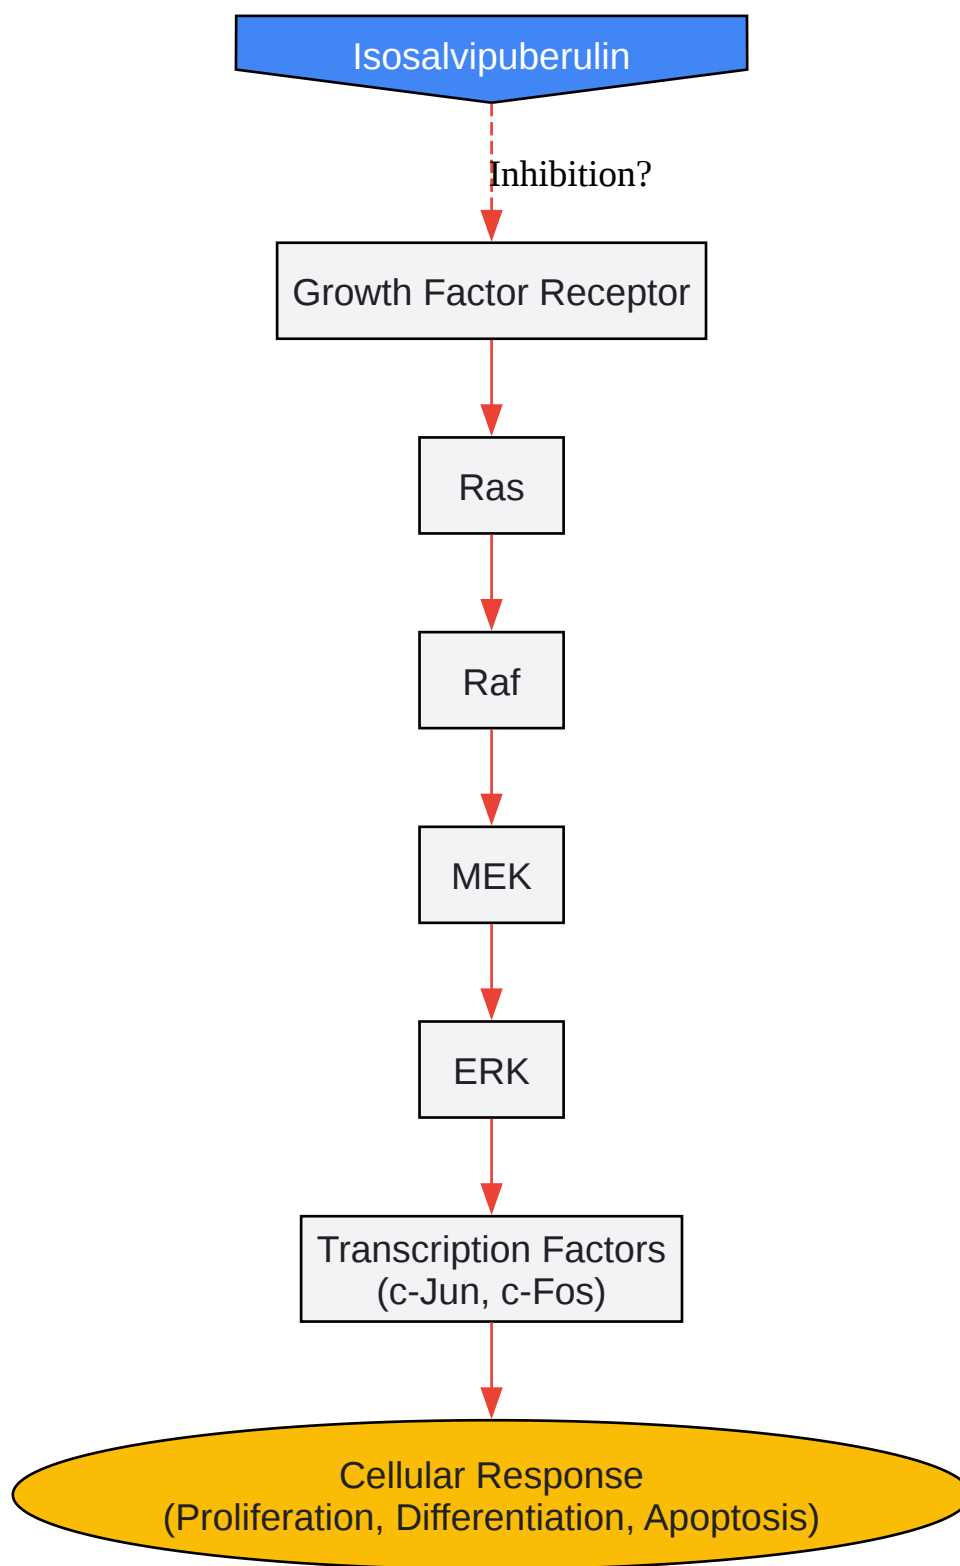 Isosalvipuberulin
Inhibition?
Growth Factor Receptor
Ras
Raf
MEK
ERK
Transcription Factors
(c-Jun, c-Fos)
Cellular Response
(Proliferation, Differentiation, Apoptosis)